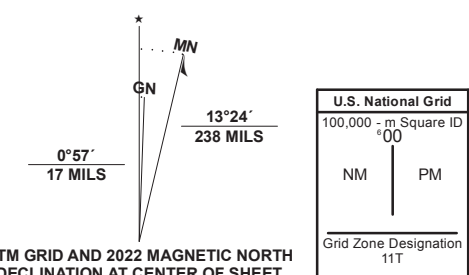 ★
MN
GN
13°24´
238 MILS
0°57´
17 MILS
TM GRID AND 2022 MAGNETIC NORTH
DECLINATION AT CENTER OF SHEET
U.S. National Grid
100,000 - m Square ID
⁶00
NM
PM
Grid Zone Designation
11T